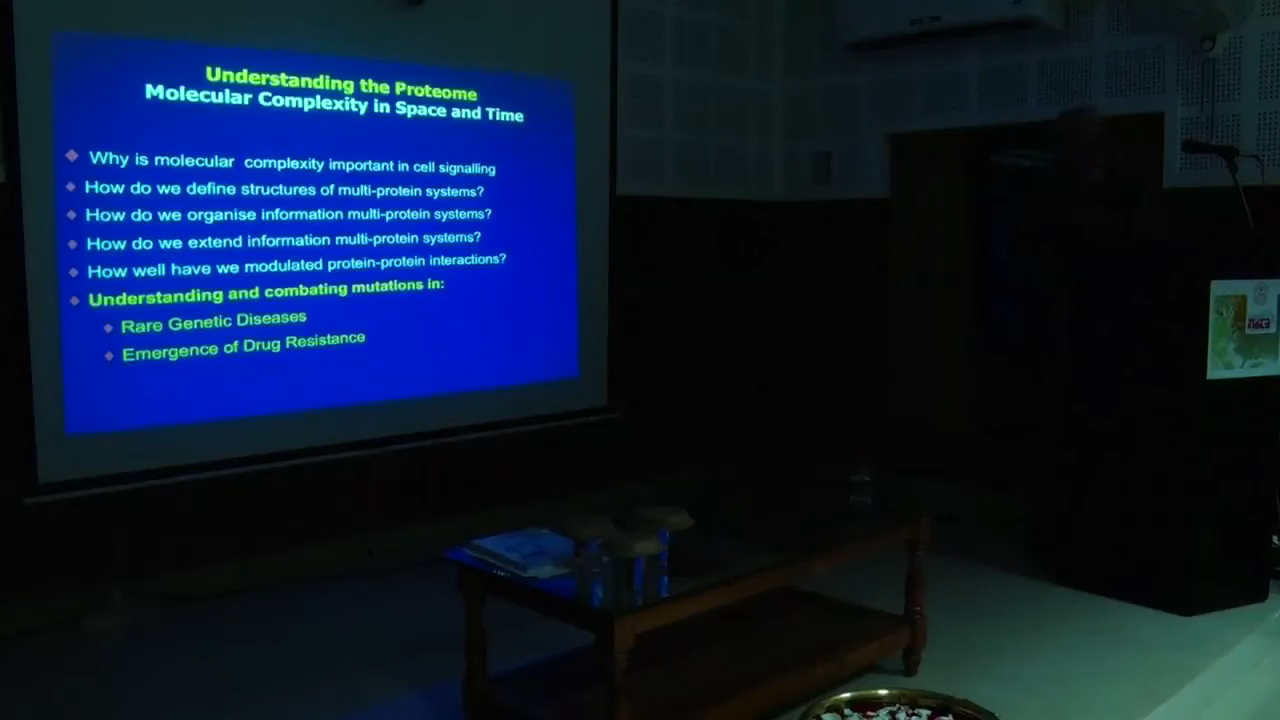 Understanding the Proteome
Molecular Complexity in Space and Time
Why is molecular complexity important in cell signalling
How do we define structures of multi-protein systems?
How do we organise information multi-protein systems?
How do we extend information multi-protein systems?
How well have we modulated protein-protein interactions?
Understanding and combating mutations in:
Rare Genetic Diseases
Emergence of Drug Resistance